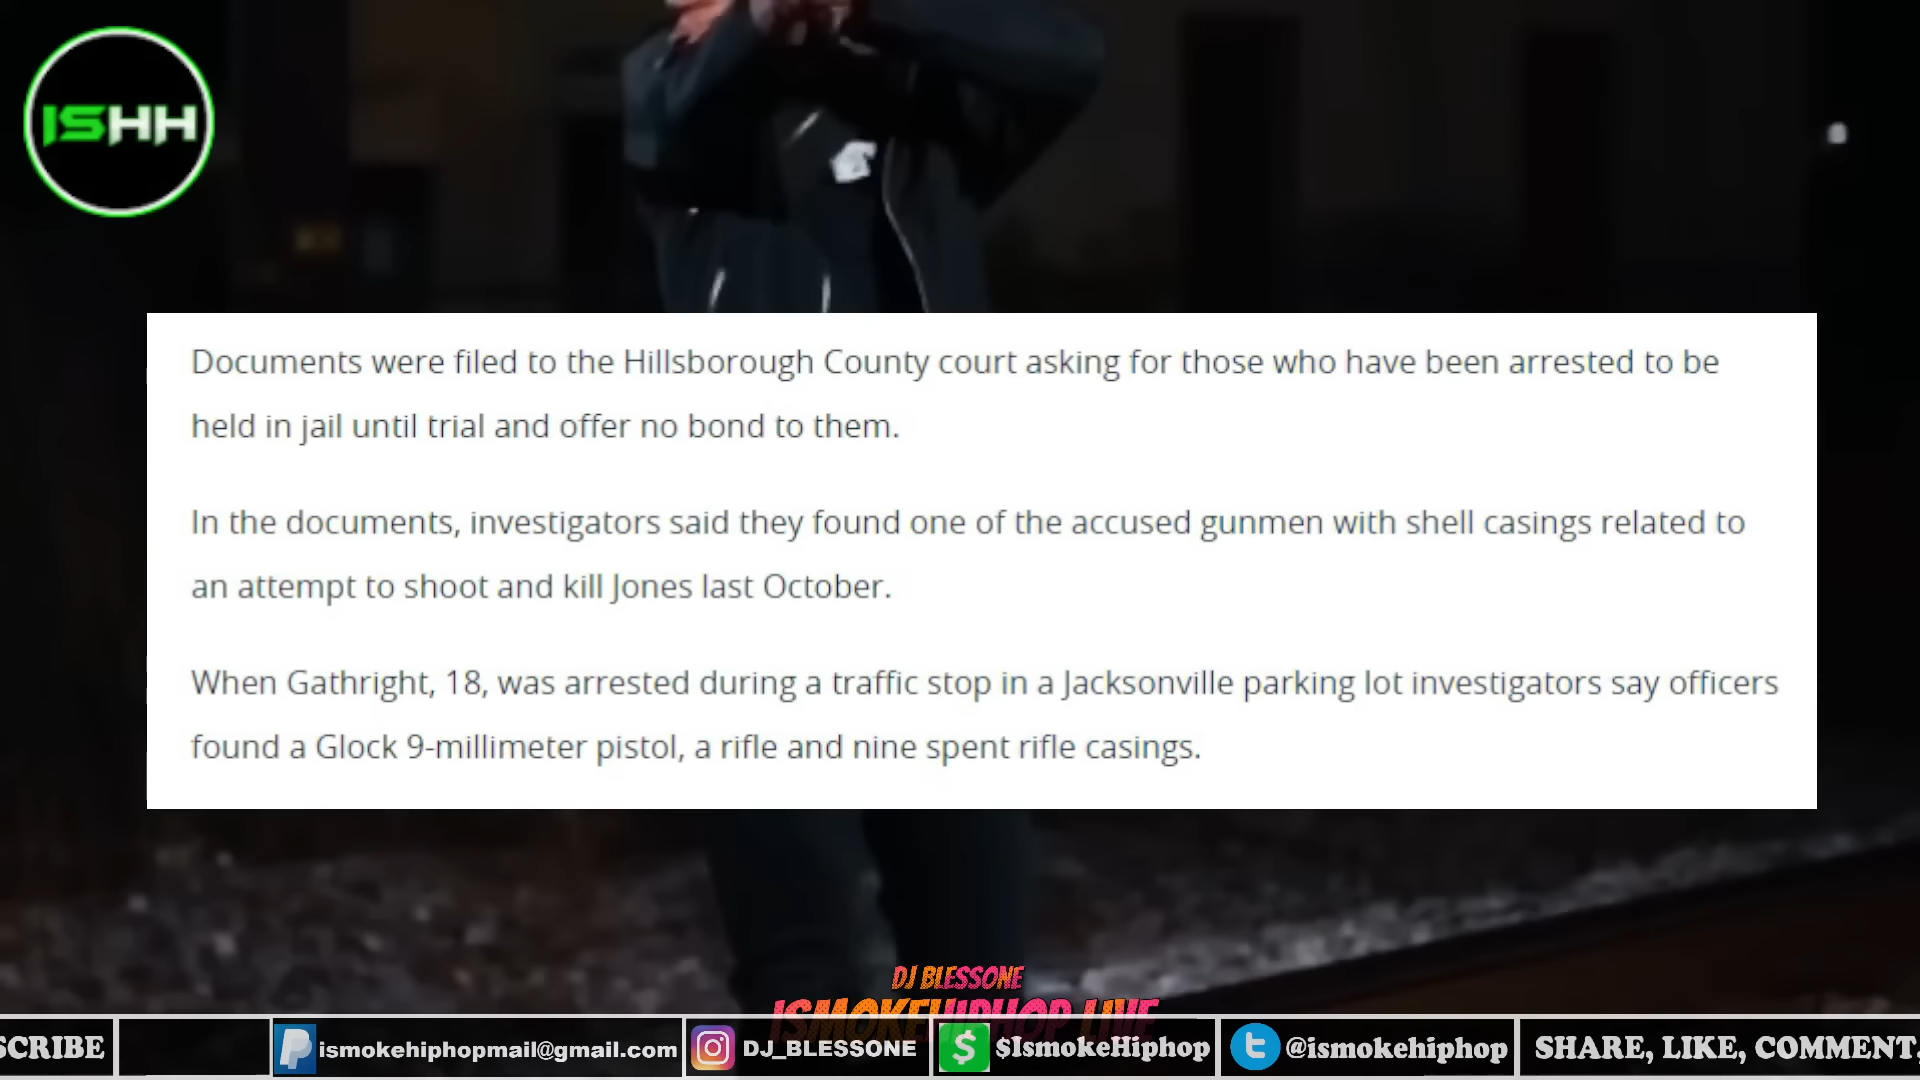 ISHH
Documents were filed to the Hillsborough County court asking for those who have been arrested to be
held in jail until trial and offer no bond to them.
In the documents, investigators said they found one of the accused gunmen with shell casings related to
an attempt to shoot and kill Jones last October.
When Gathright, 18, was arrested during a traffic stop in a Jacksonville parking lot investigators say officers
found a Glock 9-millimeter pistol, a rifle and nine spent rifle casings.
DJ BLESSONE
ISMOKEHIPHOP LIVE
SCRIBE
ismokehiphopmail@gmail.com
DJ_BLESSONE
$IsmokeHiphop
@ismokehiphop
SHARE, LIKE, COMMENT.